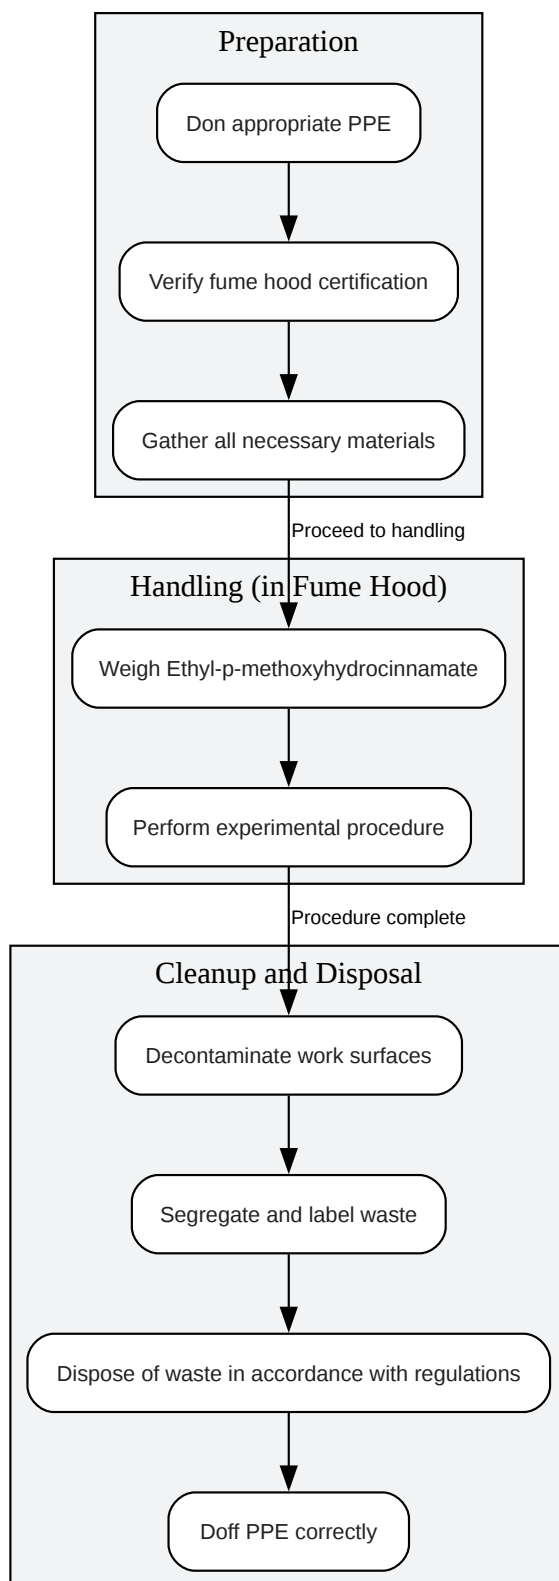 Preparation
Don appropriate PPE
Verify fume hood certification
Gather all necessary materials
Proceed to handling
Handling (in Fume Hood)
Weigh Ethyl-p-methoxyhydrocinnamate
Perform experimental procedure
Procedure complete
Cleanup and Disposal
Decontaminate work surfaces
Segregate and label waste
Dispose of waste in accordance with regulations
Doff PPE correctly